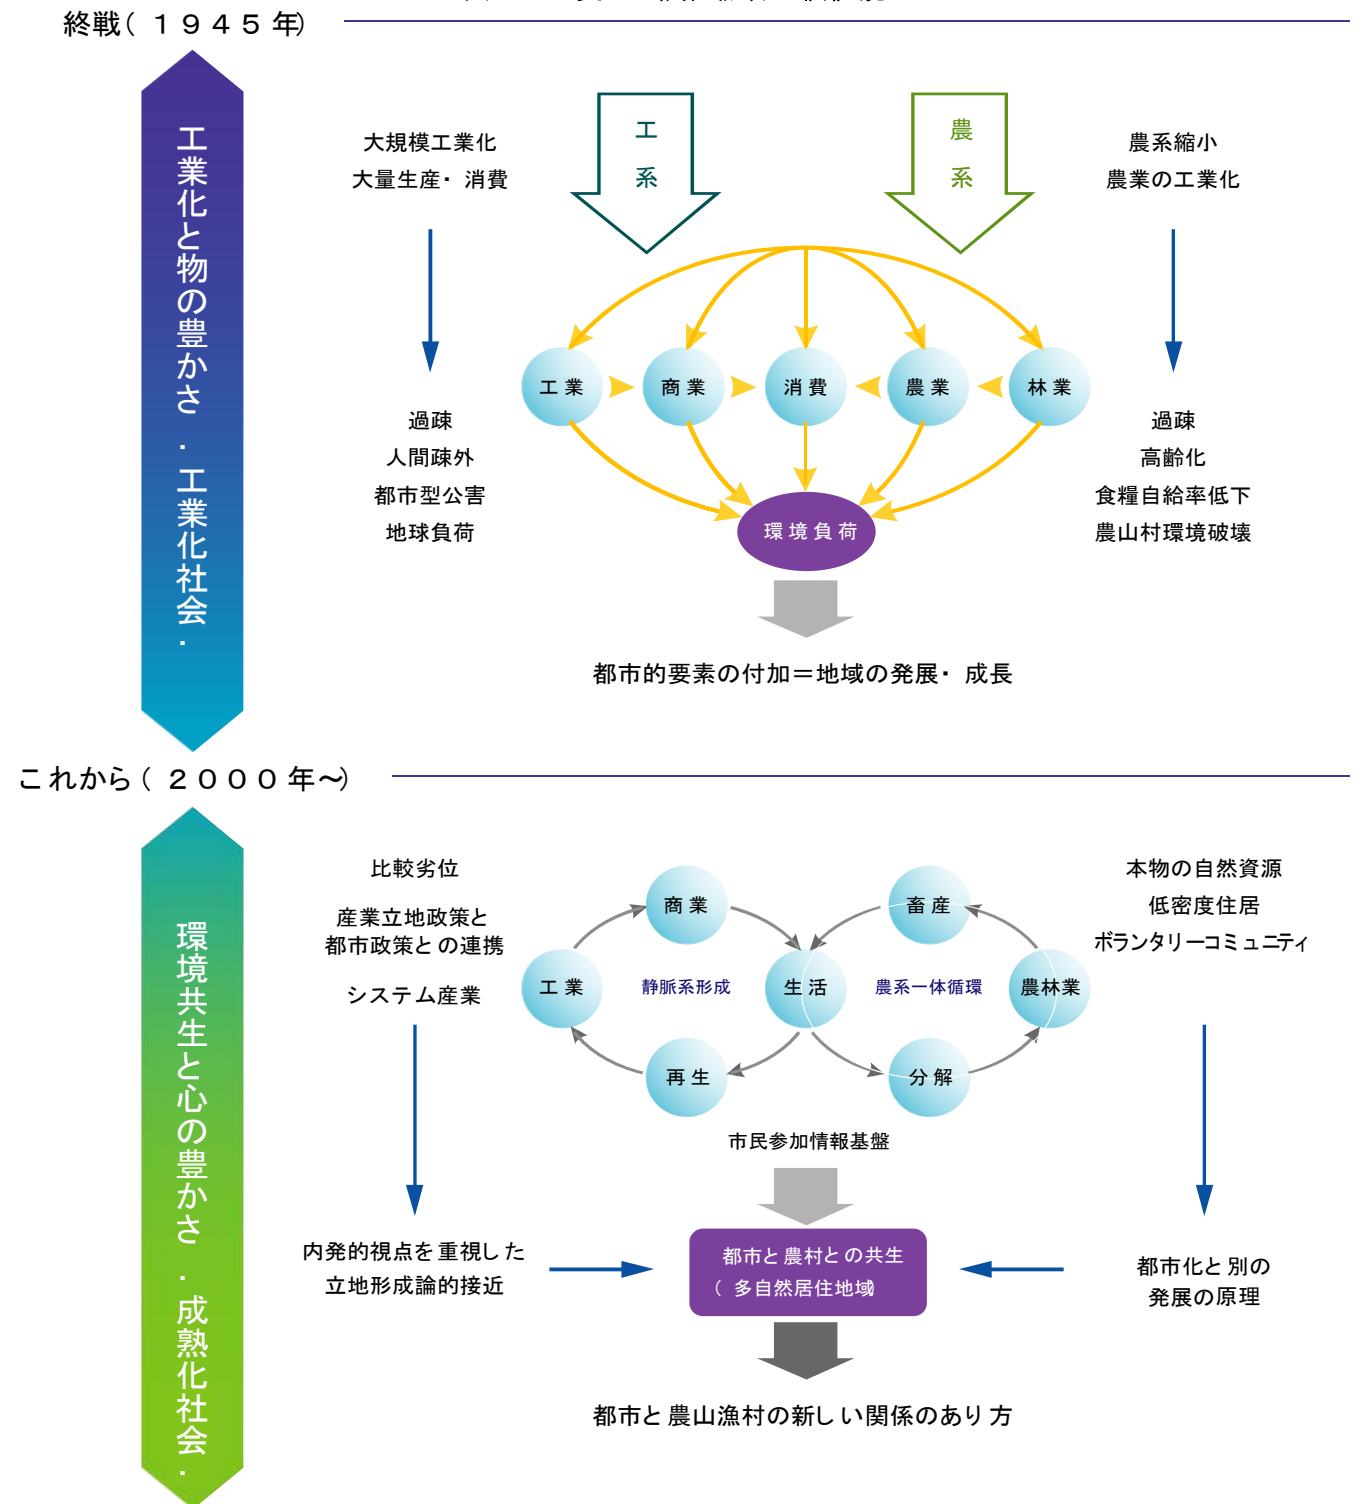 終戦(１９４５年)
工業化と物の豊かさ．工業化社会．
大規模工業化
大量生産・消費
工系
農系
農系縮小
農業の工業化
工業
商業
消費
農業
林業
過疎
人間疎外
都市型公害
地球負荷
環境負荷
過疎
高齢化
食糧自給率低下
農山村環境破壊
都市的要素の付加＝地域の発展・成長
これから(２０００年～)
環境共生と心の豊かさ．成熟化社会．
比較劣位
産業立地政策と
都市政策との連携
システム産業
商業
畜産
工業
静脈系形成
生活
農系一体循環
農林業
再生
分解
市民参加情報基盤
本物の自然資源
低密度住居
ボランタリーコミュニティ
内発的視点を重視した
立地形成論的接近
都市と農村との共生
(多自然居住地域
都市化と別の
発展の原理
都市と農山漁村の新しい関係のあり方